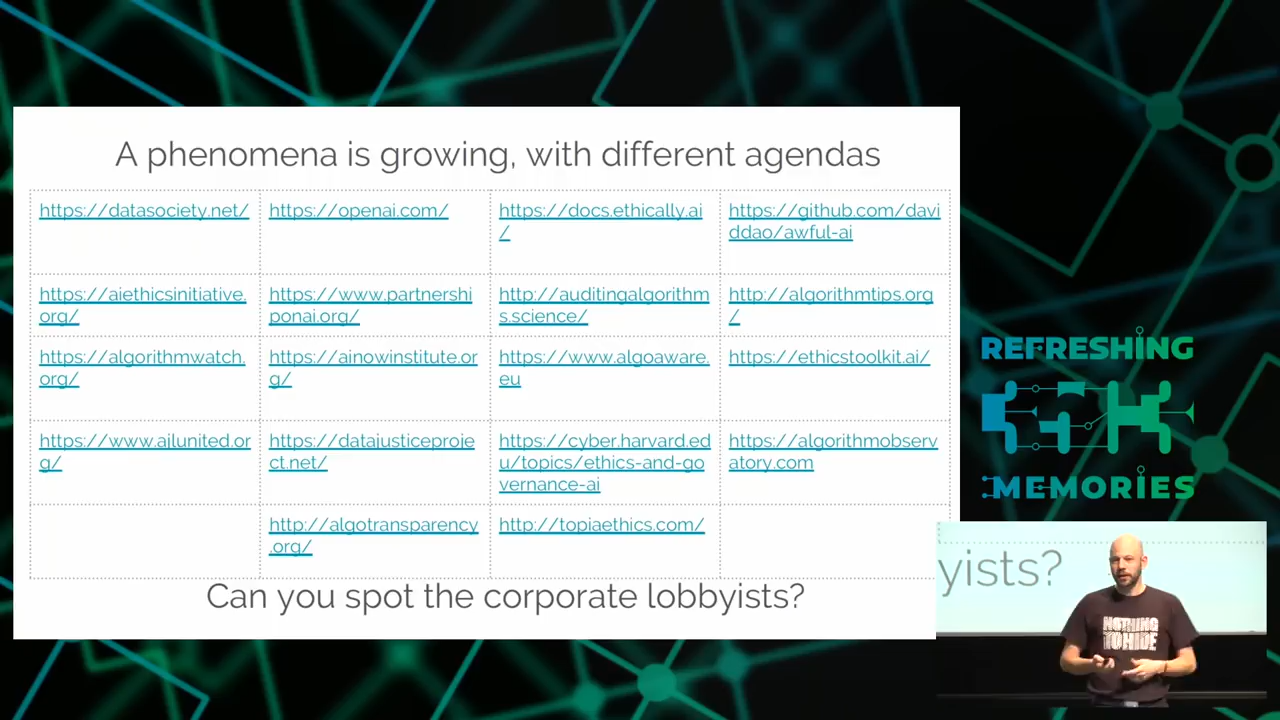 A phenomena is growing, with different agendas
https://datasociety.net/
https://openai.com/
https://docs.ethically.ai
/
https://github.com/davi
ddao/awful-ai
https://aiethicsinitiative.
org/
https://www.partnershi
ponai.org/
http://auditingalgorithm
s.science/
http://algorithmtips.org
/
https://algorithmwatch.
org/
https://ainowinstitute.or
g/
https://www.algoaware.
eu
https://ethicstoolkit.ai/
https://www.ailunited.or
g/
https://datajusticeproje
ct.net/
https://cyber.harvard.ed
u/topics/ethics-and-go
vernance-ai
https://algorithmobserv
atory.com
http://algotransparency
.org/
http://topiaethics.com/
Can you spot the corporate lobbyists?
REFRESHING
MEMORIES
yists?
NOTHING
TO HIDE